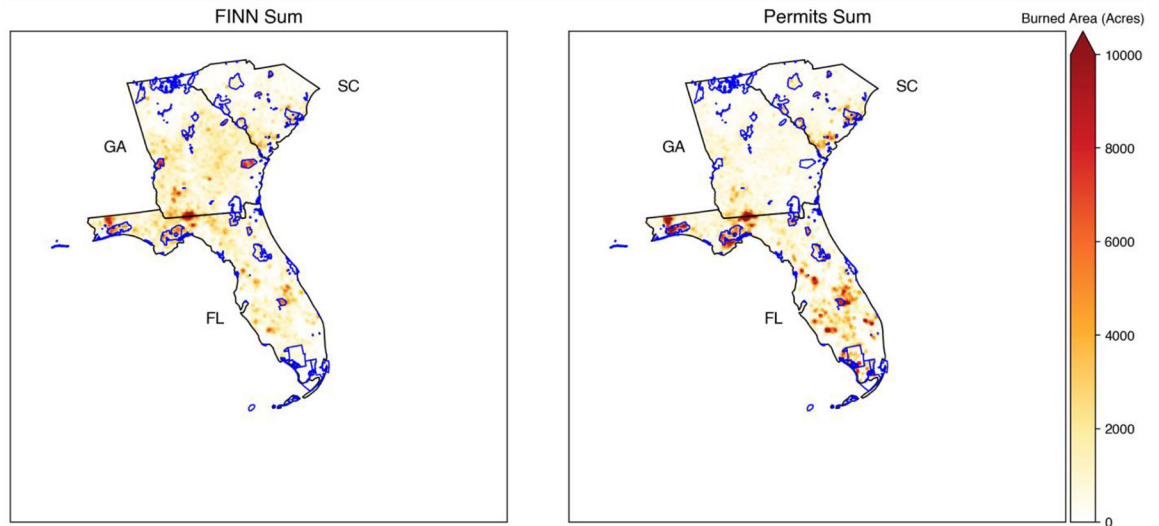 FINN Sum
Permits Sum
Burned Area (Acres)
SC
GA
FL
SC
GA
FL
10000
8000
6000
4000
2000
0